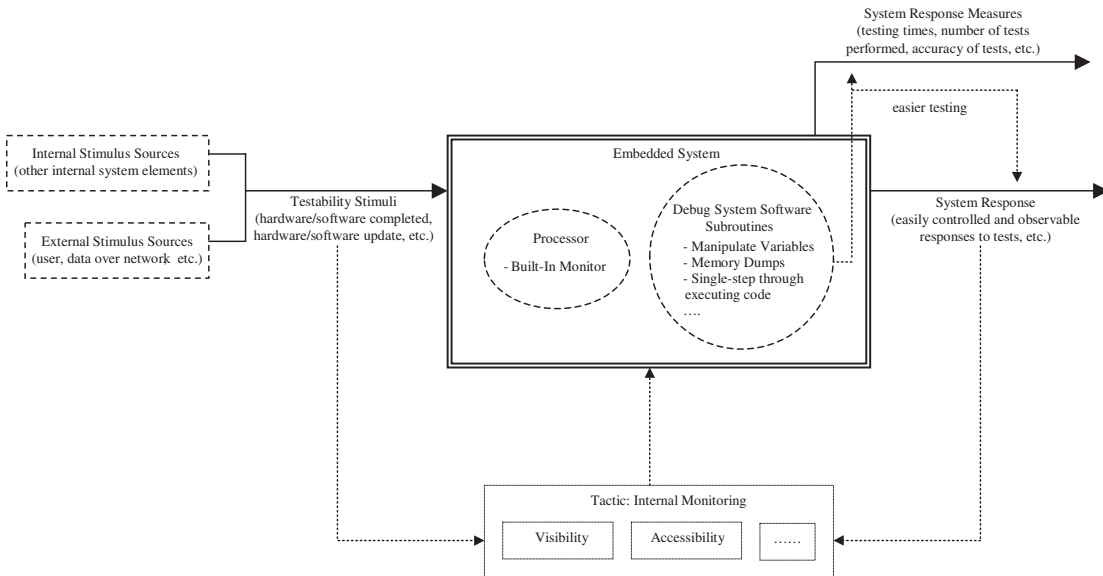 System Response Measures
(testing times, number of tests
performed, accuracy of tests, etc.)
easier testing
Internal Stimulus Sources
(other internal system elements)
External Stimulus Sources
(user, data over network etc.)
Testability Stimuli
(hardware/software completed,
hardware/software update, etc.)
Embedded System
Processor
- Built-In Monitor
Debug System Software
Subroutines
- Manipulate Variables
- Memory Dumps
- Single-step through
executing code
....
System Response
(easily controlled and observable
responses to tests, etc.)
Tactic: Internal Monitoring
Visibility
Accessibility
......